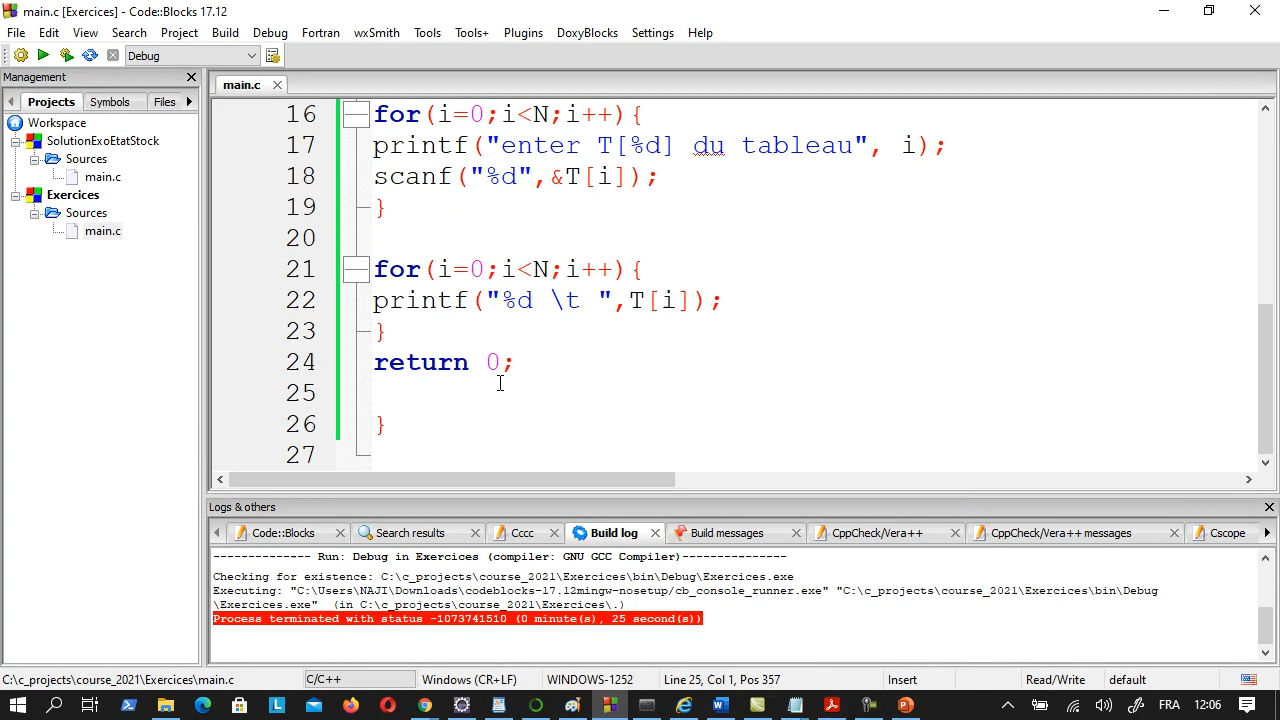 main.c [Exercices] - Code::Blocks 17.12
File Edit View Search Project Build Debug Fortran wxSmith Tools Tools+ Plugins DoxyBlocks Settings Help
Debug
Management
Projects Symbols Files
Workspace
SolutionExoEtatStock
Sources
main.c
Exercices
Sources
main.c
main.c
16 for(i=0;i<N;i++){
17 printf("enter T[%d] du tableau", i);
18 scanf("%d",&T[i]);
19 }
20
21 for(i=0;i<N;i++){
22 printf("%d \t ",T[i]);
23 }
24 return 0;
25
26 }
27
Logs & others
Code::Blocks Search results Cccc Build log Build messages CppCheck/Vera++ CppCheck/Vera++ messages Cscope
-------------- Run: Debug in Exercices (compiler: GNU GCC Compiler)---------------
Checking for existence: C:\c_projects\course_2021\Exercices\bin\Debug\Exercices.exe
Executing: "C:\Users\NAJI\Downloads\codeblocks-17.12mingw-nosetup/cb_console_runner.exe" "C:\c_projects\course_2021\Exercices\bin\Debug
\Exercices.exe"  (in C:\c_projects\course_2021\Exercices\.)
Process terminated with status -1073741510 (0 minute(s), 25 second(s))
C:\c_projects\course_2021\Exercices\main.c C/C++ Windows (CR+LF) WINDOWS-1252 Line 25, Col 1, Pos 357 Insert Read/Write default
FRA 12:06